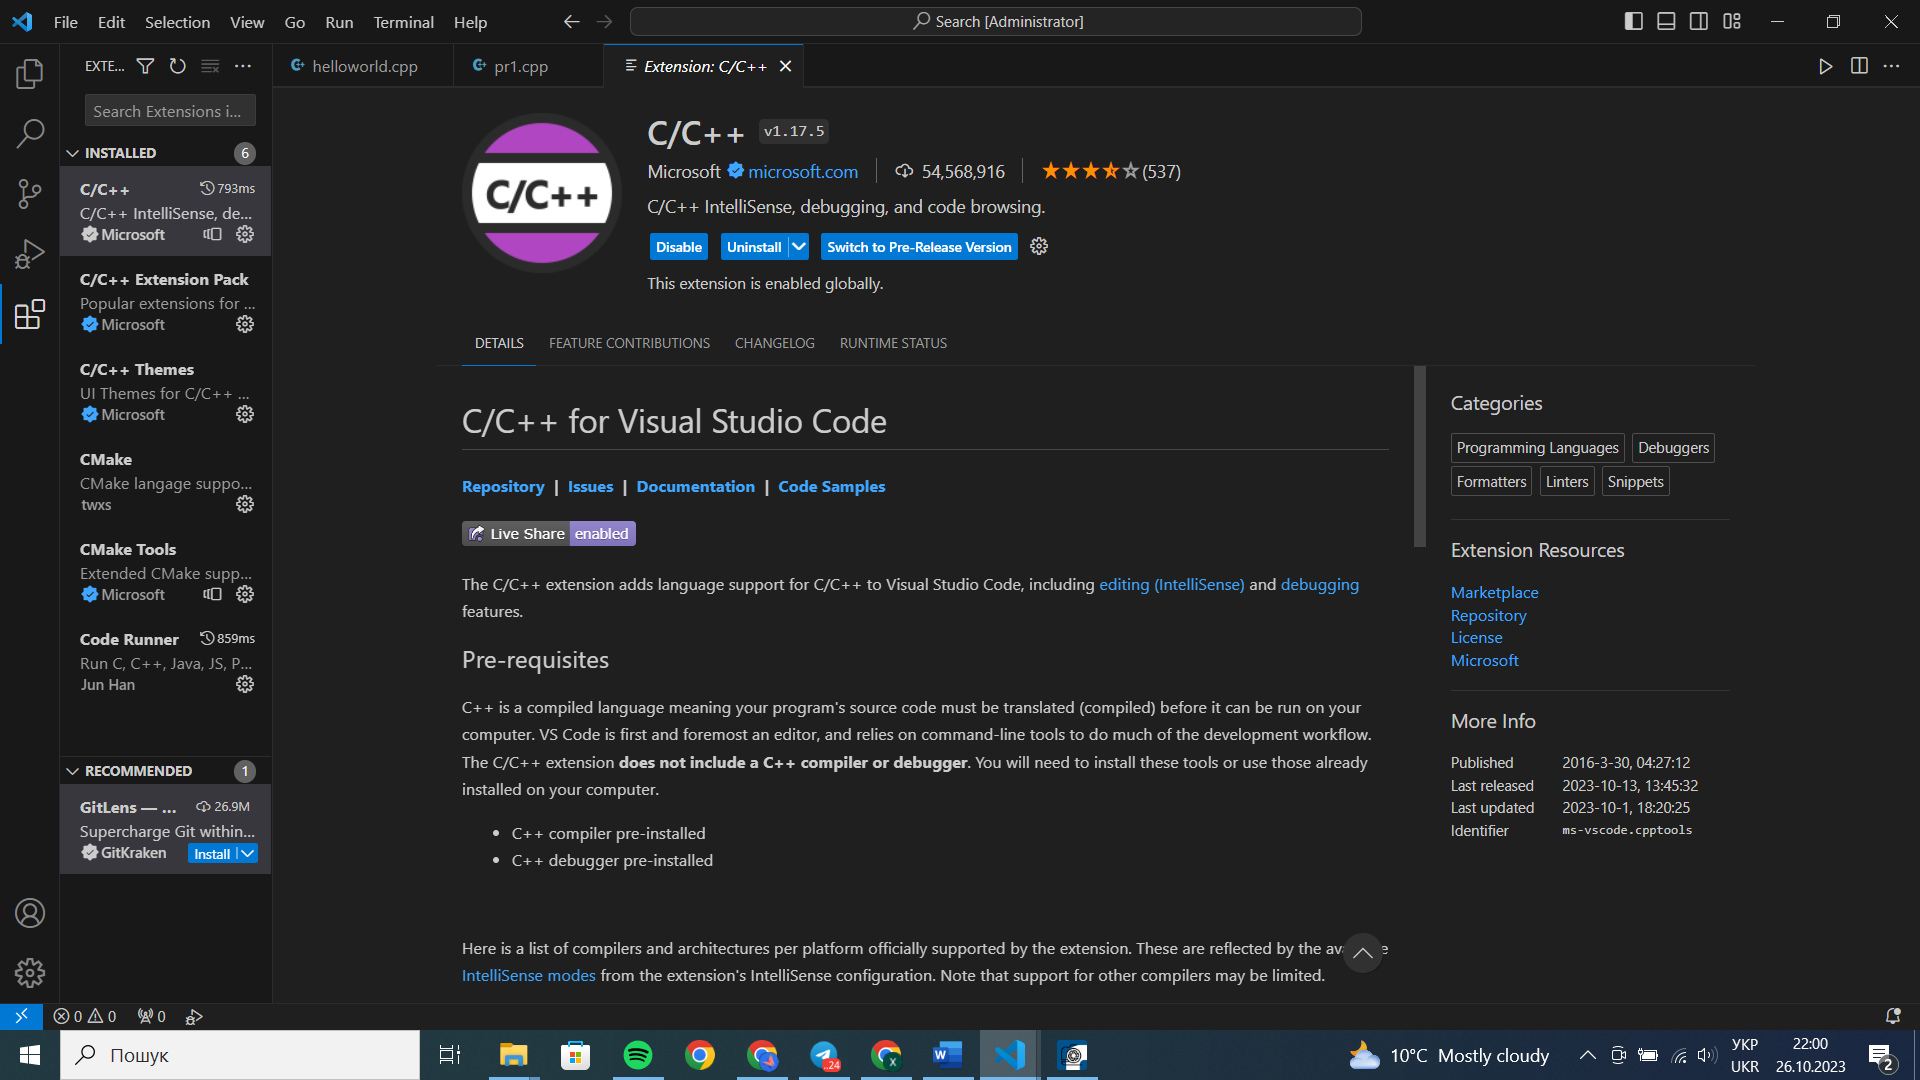 File Edit Selection View Go Run Terminal Help
Search [Administrator]
EXTE...
helloworld.cpp
pr1.cpp
Extension: C/C++
Search Extensions i...
INSTALLED 6
C/C++ 793ms
C/C++ IntelliSense, de...
Microsoft
C/C++ Extension Pack
Popular extensions for ...
Microsoft
C/C++ Themes
UI Themes for C/C++ ...
Microsoft
CMake
CMake langage suppo...
twxs
CMake Tools
Extended CMake supp...
Microsoft
Code Runner 859ms
Run C, C++, Java, JS, P...
Jun Han
RECOMMENDED 1
GitLens — ... 26.9M
Supercharge Git within...
GitKraken Install
C/C++
C/C++ v1.17.5
Microsoft microsoft.com 54,568,916 (537)
C/C++ IntelliSense, debugging, and code browsing.
Disable Uninstall Switch to Pre-Release Version
This extension is enabled globally.
DETAILS FEATURE CONTRIBUTIONS CHANGELOG RUNTIME STATUS
C/C++ for Visual Studio Code
Repository | Issues | Documentation | Code Samples
Live Share enabled
The C/C++ extension adds language support for C/C++ to Visual Studio Code, including editing (IntelliSense) and debugging
features.
Pre-requisites
C++ is a compiled language meaning your program's source code must be translated (compiled) before it can be run on your
computer. VS Code is first and foremost an editor, and relies on command-line tools to do much of the development workflow.
The C/C++ extension does not include a C++ compiler or debugger. You will need to install these tools or use those already
installed on your computer.
• C++ compiler pre-installed
• C++ debugger pre-installed
Here is a list of compilers and architectures per platform officially supported by the extension. These are reflected by the
IntelliSense modes from the extension's IntelliSense configuration. Note that support for other compilers may be limited.
Categories
Programming Languages Debuggers
Formatters Linters Snippets
Extension Resources
Marketplace
Repository
License
Microsoft
More Info
Published 2016-3-30, 04:27:12
Last released 2023-10-13, 13:45:32
Last updated 2023-10-1, 18:20:25
Identifier ms-vscode.cpptools
0 0 0
Пошук
..24
10°C Mostly cloudy
УКР
UKR
22:00
26.10.2023
2